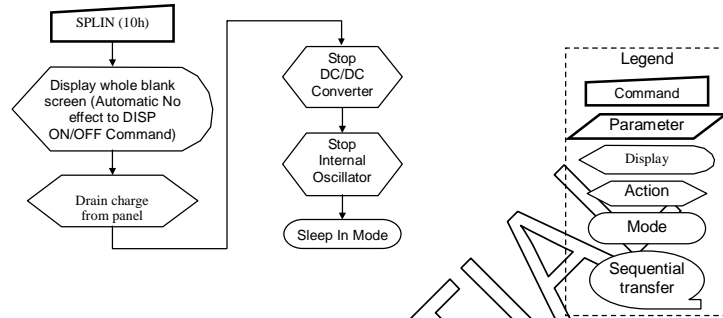 SPLIN (10h)
Display whole blank
screen (Automatic No
effect to DISP
ON/OFF Command)
Drain charge
from panel
Stop
DC/DC
Converter
Stop
Internal
Oscillator
Sleep In Mode
Legend
Command
Parameter
Display
Action
Mode
Sequential
transfer